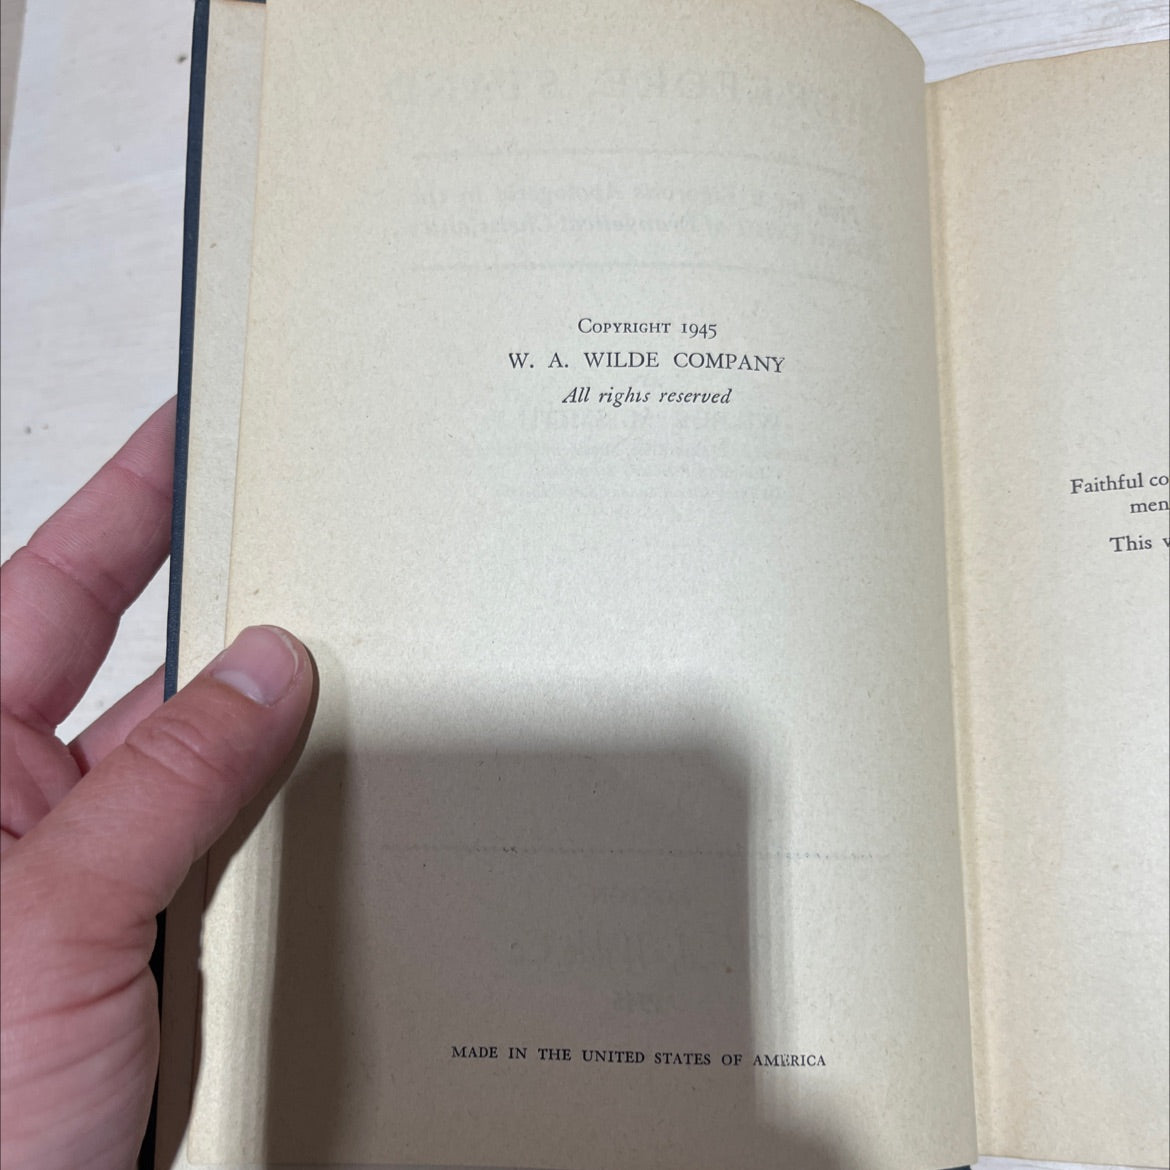 Copyright 1945
W. A. WILDE COMPANY
All rights reserved
MADE IN THE UNITED STATES OF AMERICA
Faithful co
men
This